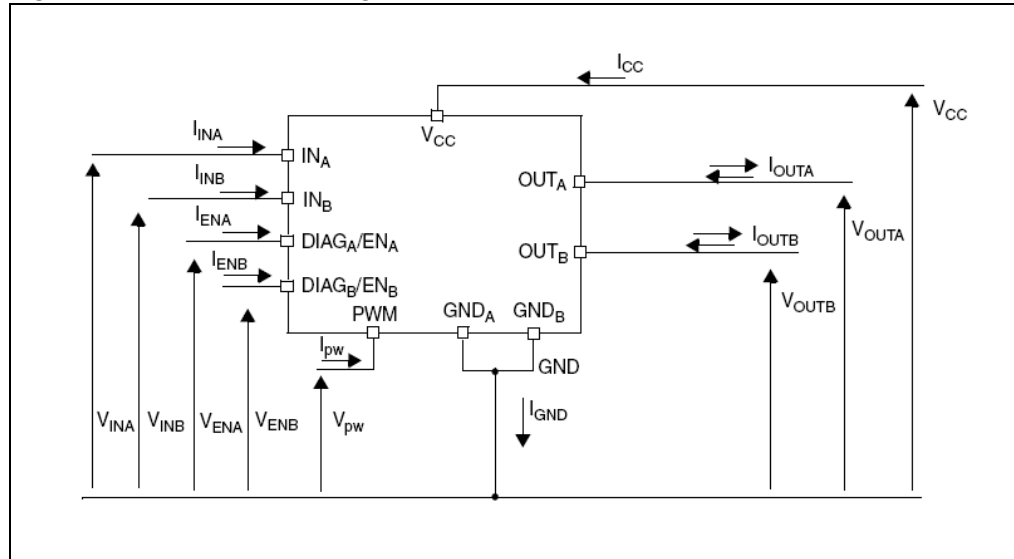 I_CC
V_CC
V_CC
I_INA
IN_A
I_INB
IN_B
I_ENA
DIAG_A/EN_A
I_ENB
DIAG_B/EN_B
OUT_A
I_OUTA
OUT_B
I_OUTB
V_OUTA
V_OUTB
PWM
GND_A
GND_B
I_pw
GND
I_GND
V_INA
V_INB
V_ENA
V_ENB
V_pw